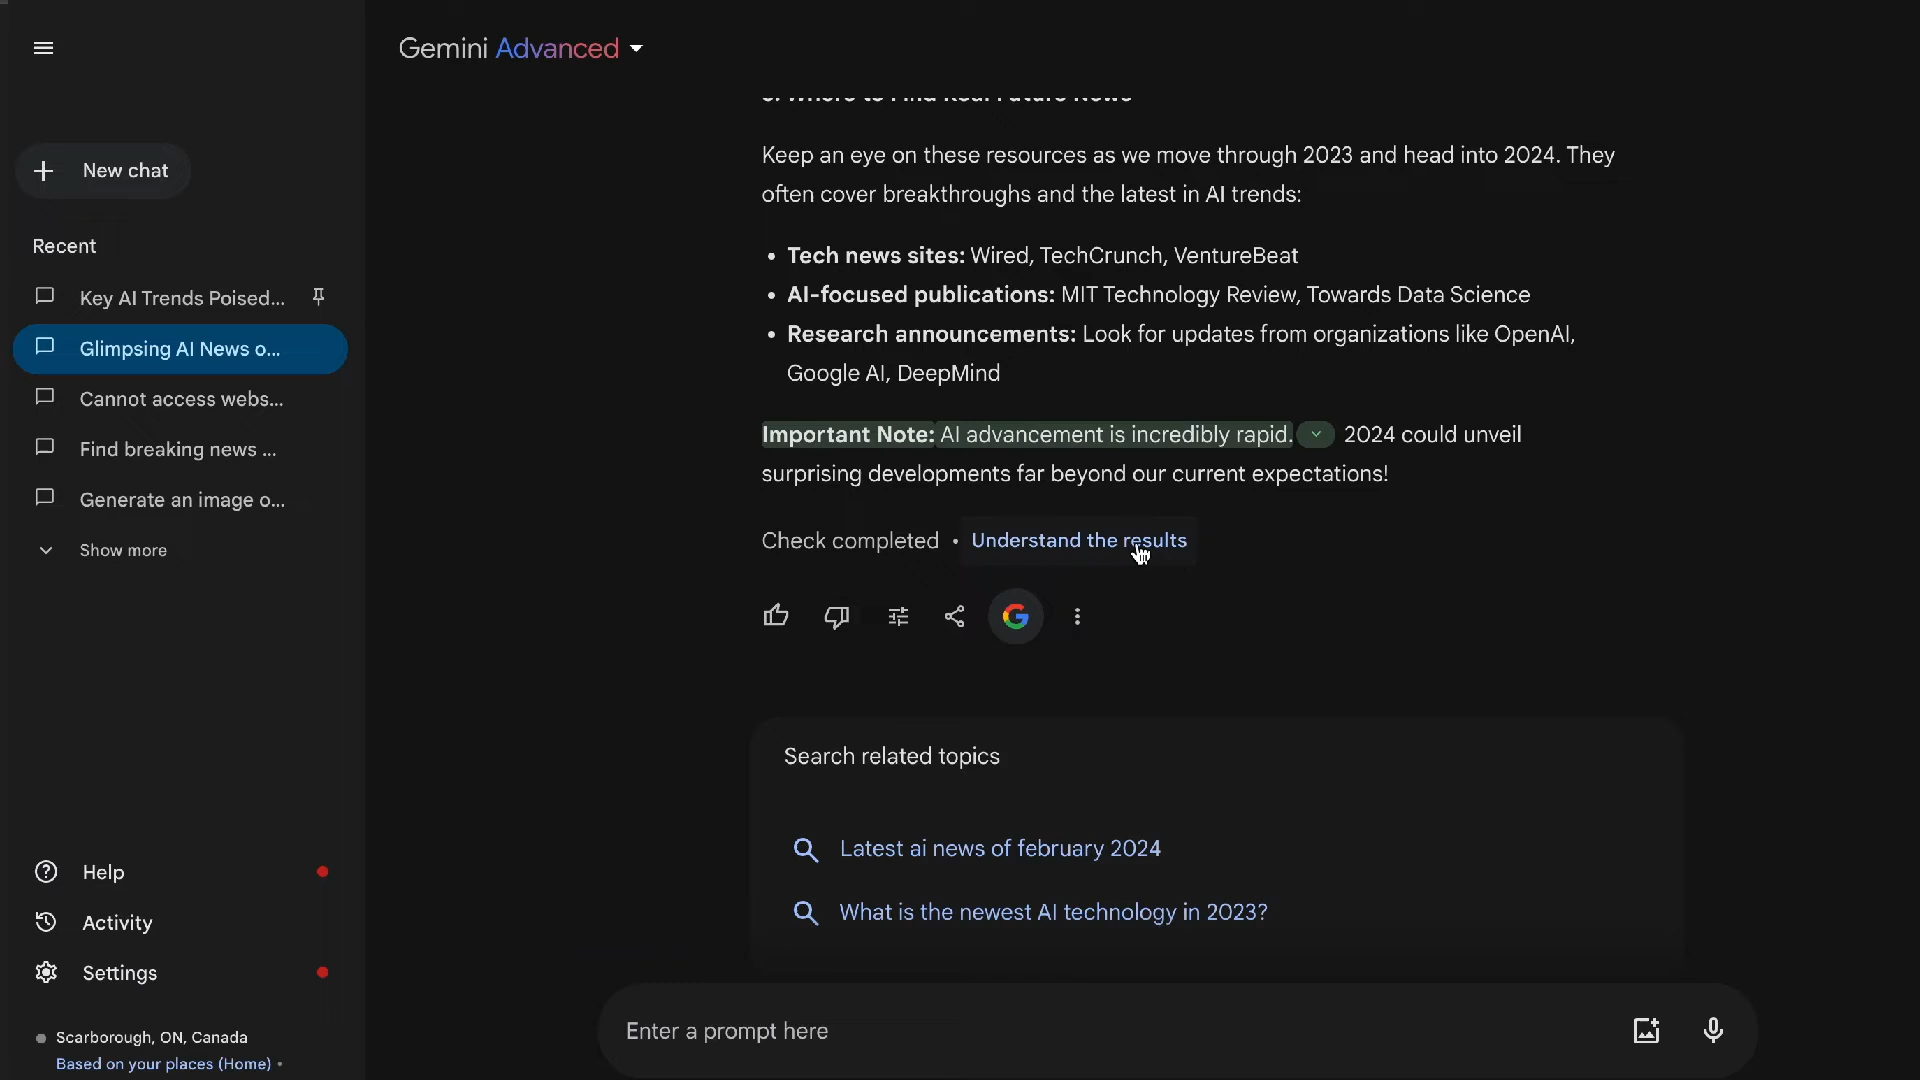 Gemini Advanced
New chat
Recent
Key AI Trends Poised...
Glimpsing AI News o...
Cannot access webs...
Find breaking news ...
Generate an image o...
Show more
Help
Activity
Settings
Scarborough, ON, Canada
Based on your places (Home) •
Where to Find Real Future News
Keep an eye on these resources as we move through 2023 and head into 2024. They
often cover breakthroughs and the latest in AI trends:
• Tech news sites: Wired, TechCrunch, VentureBeat
• AI-focused publications: MIT Technology Review, Towards Data Science
• Research announcements: Look for updates from organizations like OpenAI,
Google AI, DeepMind
Important Note: AI advancement is incredibly rapid. 2024 could unveil
surprising developments far beyond our current expectations!
Check completed • Understand the results
Search related topics
Latest ai news of february 2024
What is the newest AI technology in 2023?
Enter a prompt here